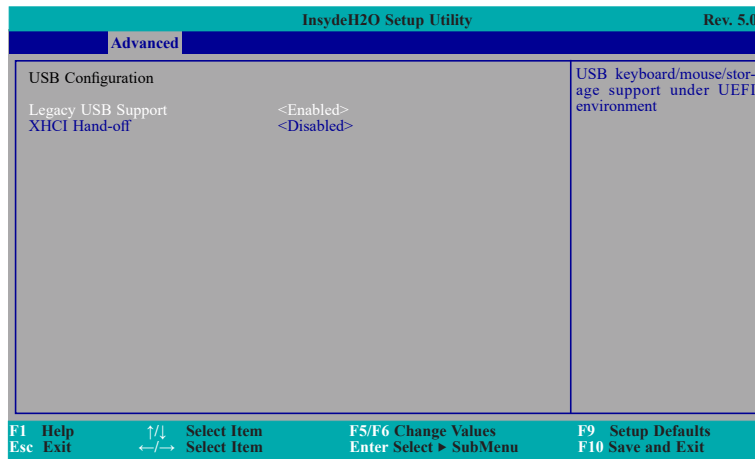 InsydeH2O Setup Utility Rev. 5.0
Advanced
USB Configuration
Legacy USB Support <Enabled>
XHCI Hand-off <Disabled>
USB keyboard/mouse/stor-
age support under UEFI
environment
F1 Help ↑/↓ Select Item F5/F6 Change Values F9 Setup Defaults
Esc Exit ←/→ Select Item Enter Select ► SubMenu F10 Save and Exit